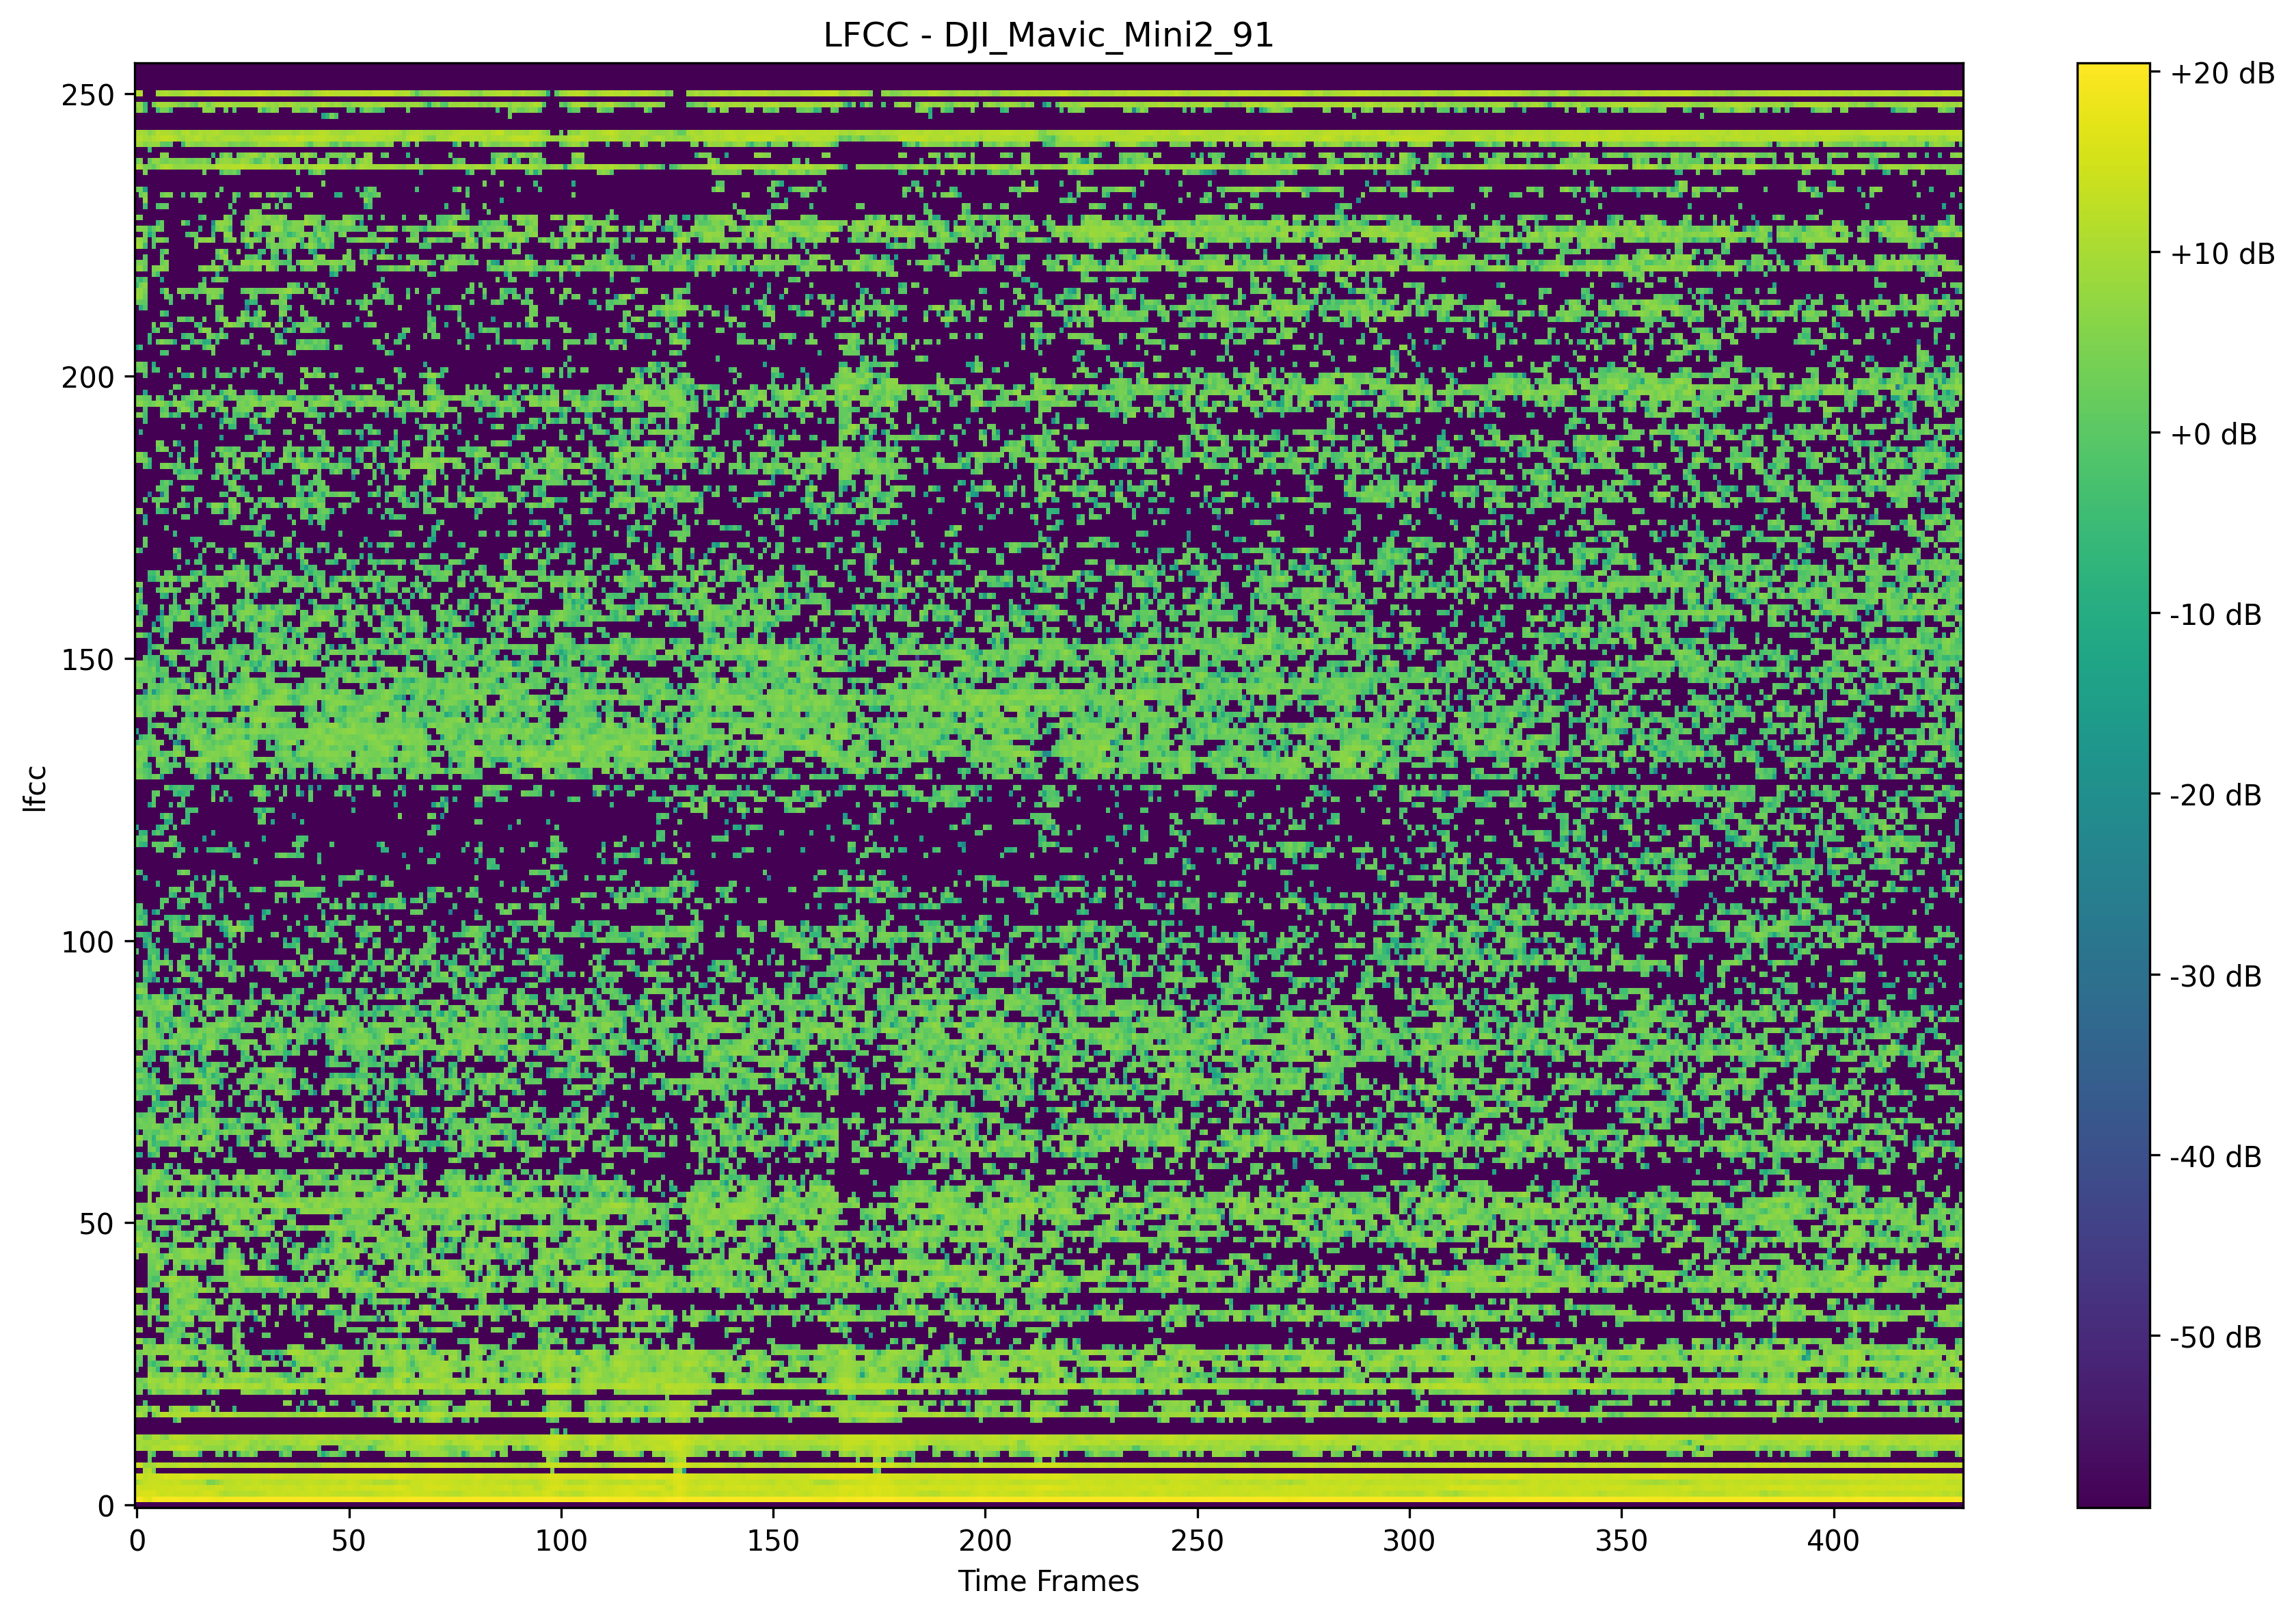 LFCC - DJI_Mavic_Mini2_91
250
200
150
100
50
0
lfcc
0 50 100 150 200 250 300 350 400
Time Frames
+20 dB
+10 dB
+0 dB
-10 dB
-20 dB
-30 dB
-40 dB
-50 dB